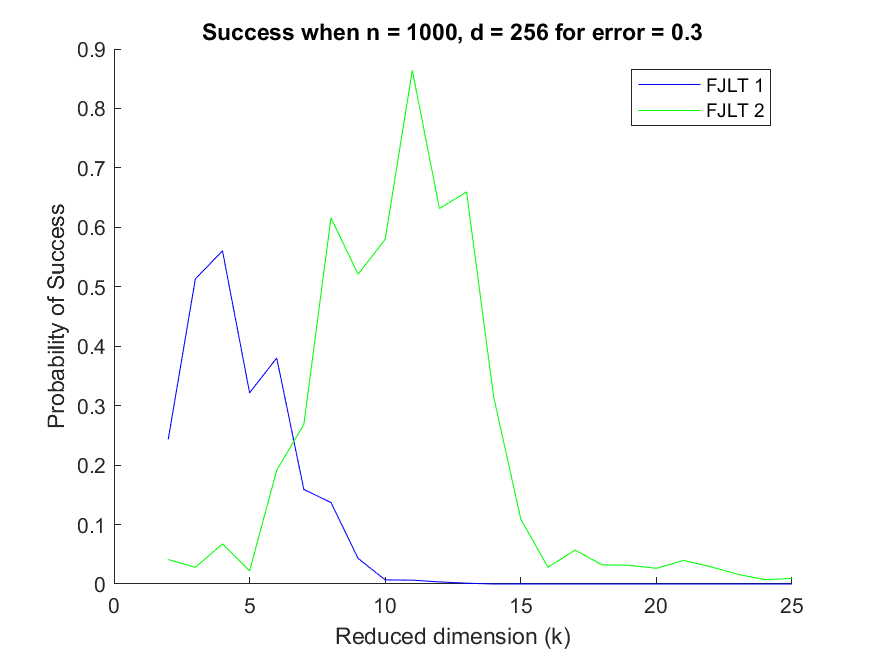 Success when n = 1000, d = 256 for error = 0.3
FJLT 1
FJLT 2
Probability of Success
0.9
0.8
0.7
0.6
0.5
0.4
0.3
0.2
0.1
0
0 5 10 15 20 25
Reduced dimension (k)